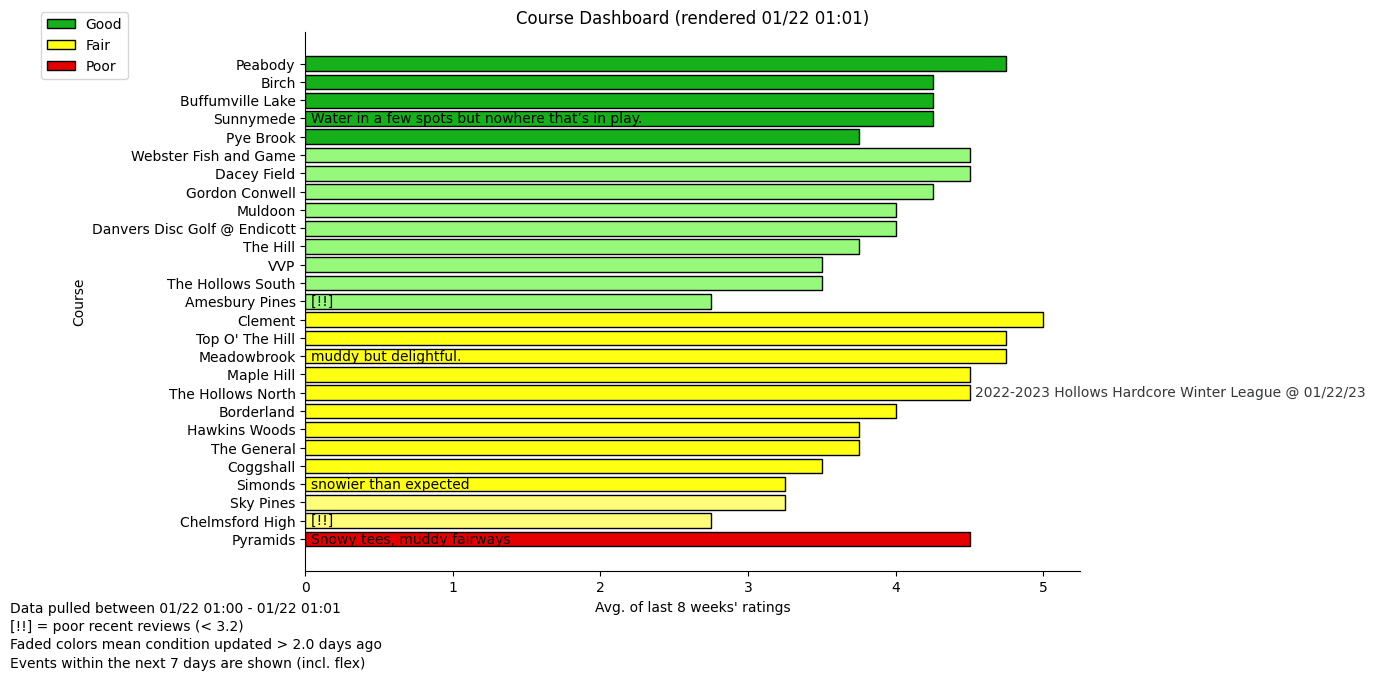 Good
Fair
Poor
Course Dashboard (rendered 01/22 01:01)
Course
Peabody
Birch
Buffumville Lake
Sunnymede Water in a few spots but nowhere that’s in play.
Pye Brook
Webster Fish and Game
Dacey Field
Gordon Conwell
Muldoon
Danvers Disc Golf @ Endicott
The Hill
VVP
The Hollows South
Amesbury Pines [!!]
Clement
Top O' The Hill
Meadowbrook muddy but delightful.
Maple Hill
The Hollows North 2022-2023 Hollows Hardcore Winter League @ 01/22/23
Borderland
Hawkins Woods
The General
Coggshall
Simonds snowier than expected
Sky Pines
Chelmsford High [!!]
Pyramids Snowy tees, muddy fairways
0 1 2 3 4 5
Avg. of last 8 weeks' ratings
Data pulled between 01/22 01:00 - 01/22 01:01
[!!] = poor recent reviews (< 3.2)
Faded colors mean condition updated > 2.0 days ago
Events within the next 7 days are shown (incl. flex)